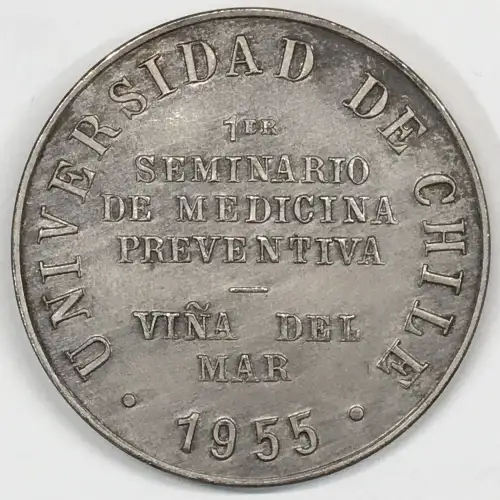 UNIVERSIDAD DE CHILE
1ER
SEMINARIO
DE MEDICINA
PREVENTIVA
—
VIÑA DEL
MAR
· 1955 ·